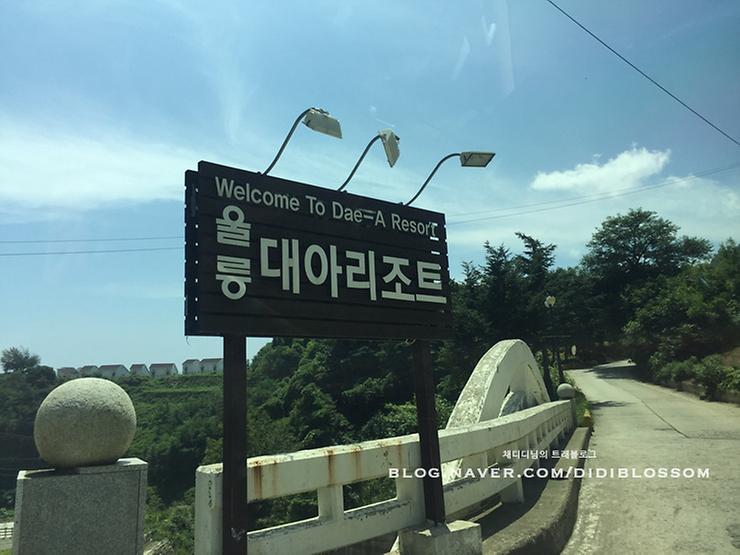 Welcome To Dae=A Resort
울릉
대아리조트
채디디님의 트래블로그
BLOG.NAVER.COM/DIDIBLOSSOM